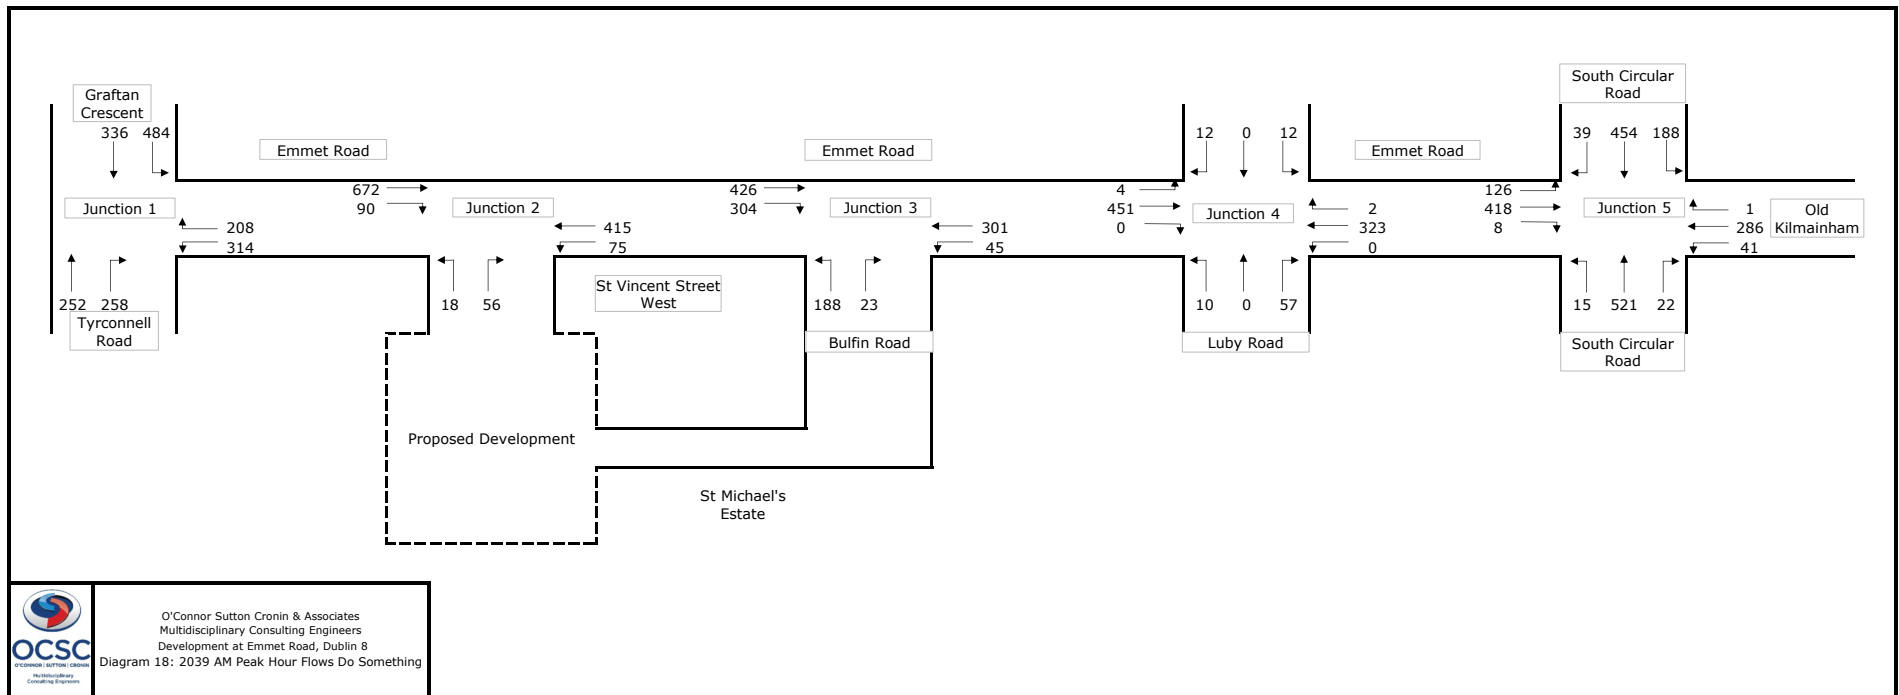 South Circular
Road
Graftan
Crescent
336 484
12 0 12
39 454 188
Emmet Road
Emmet Road
Emmet Road
672
90
426
304
4
451
0
126
418
8
Junction 1
Junction 2
Junction 3
Junction 4
Junction 5
208
314
415
75
301
45
2
323
0
1
286
41
Old
Kilmainham
252 258
18 56
St Vincent Street
West
188 23
10 0 57
15 521 22
Tyrconnell
Road
Bulfin Road
Luby Road
South Circular
Road
Proposed Development
St Michael's
Estate
OCSC
O'CONNOR | SUTTON | CRONIN
Multidisciplinary
Consulting Engineers
O'Connor Sutton Cronin & Associates
Multidisciplinary Consulting Engineers
Development at Emmet Road, Dublin 8
Diagram 18: 2039 AM Peak Hour Flows Do Something